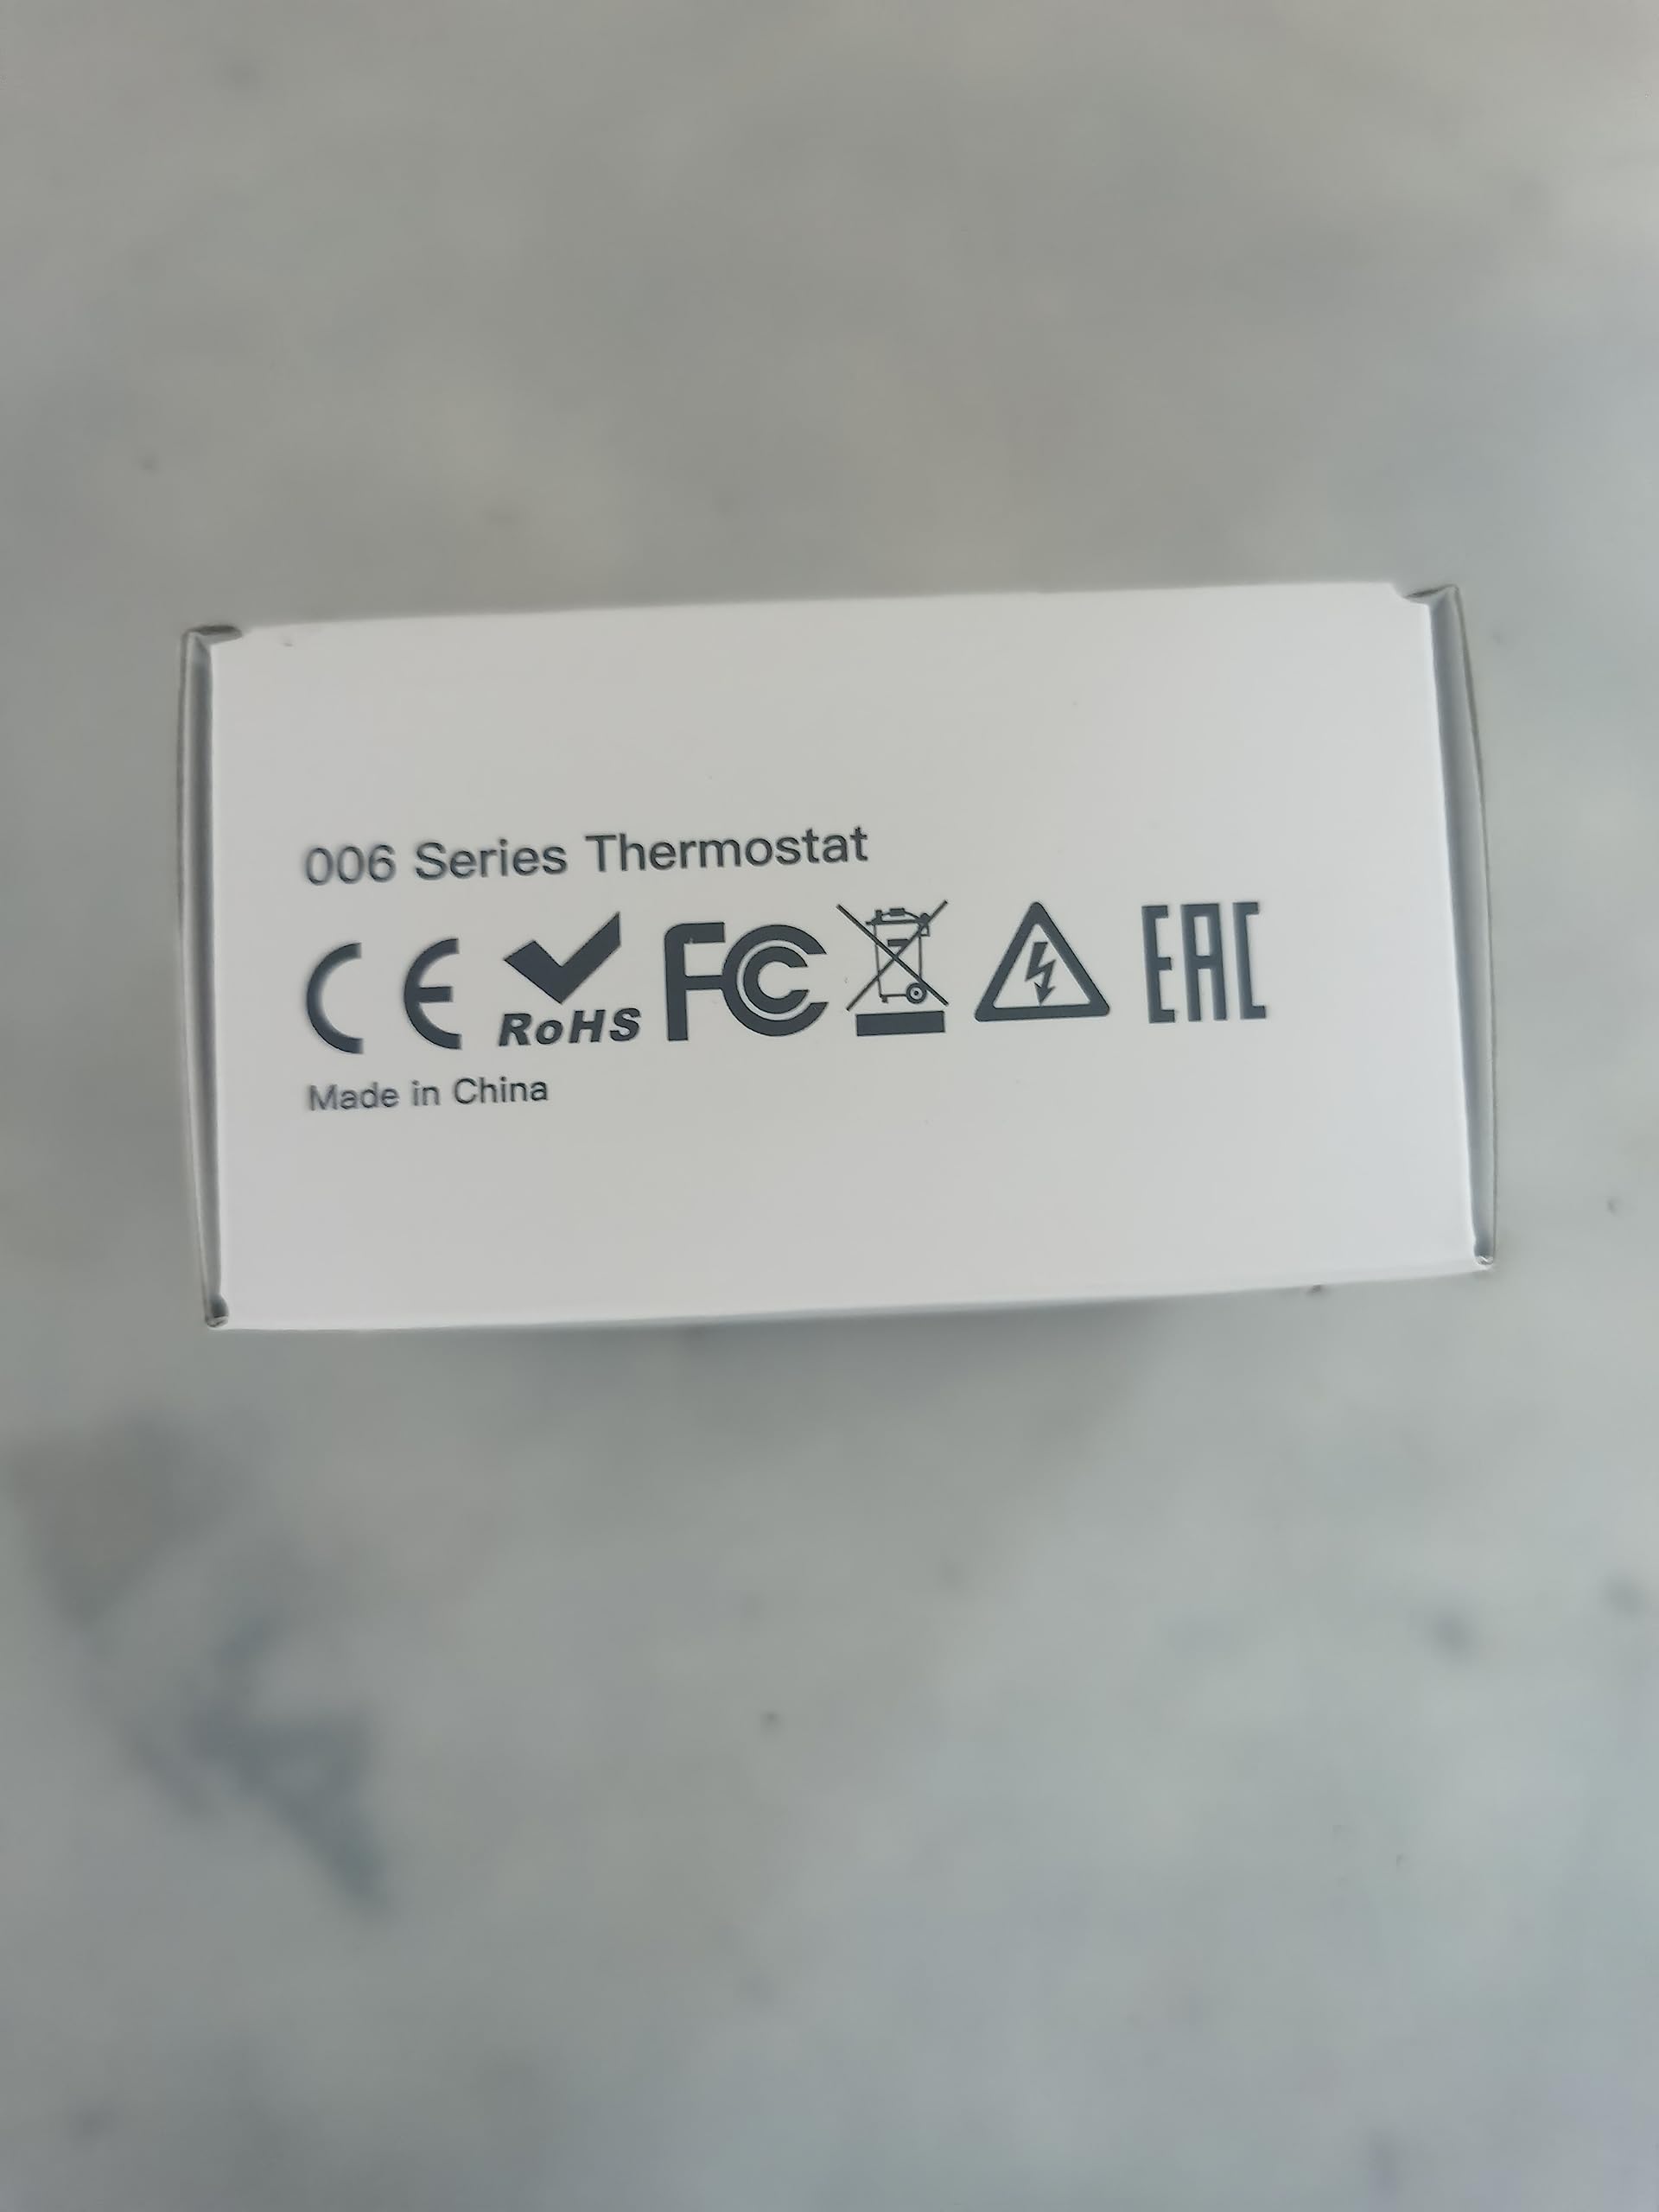 006 Series Thermostat
CE RoHS FC EAC
Made in China